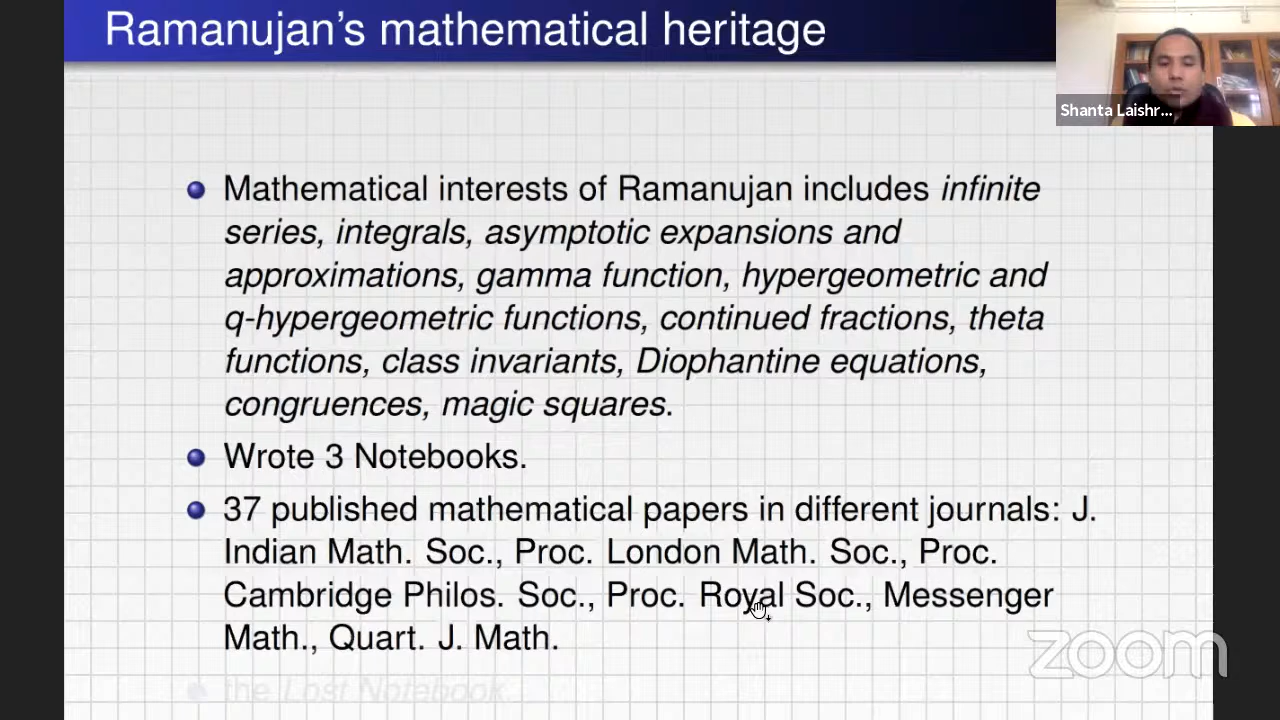 Ramanujan's mathematical heritage
Shanta Laishr...
Mathematical interests of Ramanujan includes infinite
series, integrals, asymptotic expansions and
approximations, gamma function, hypergeometric and
q-hypergeometric functions, continued fractions, theta
functions, class invariants, Diophantine equations,
congruences, magic squares.
Wrote 3 Notebooks.
37 published mathematical papers in different journals: J.
Indian Math. Soc., Proc. London Math. Soc., Proc.
Cambridge Philos. Soc., Proc. Royal Soc., Messenger
Math., Quart. J. Math.
zoom
the Lost Notebook.